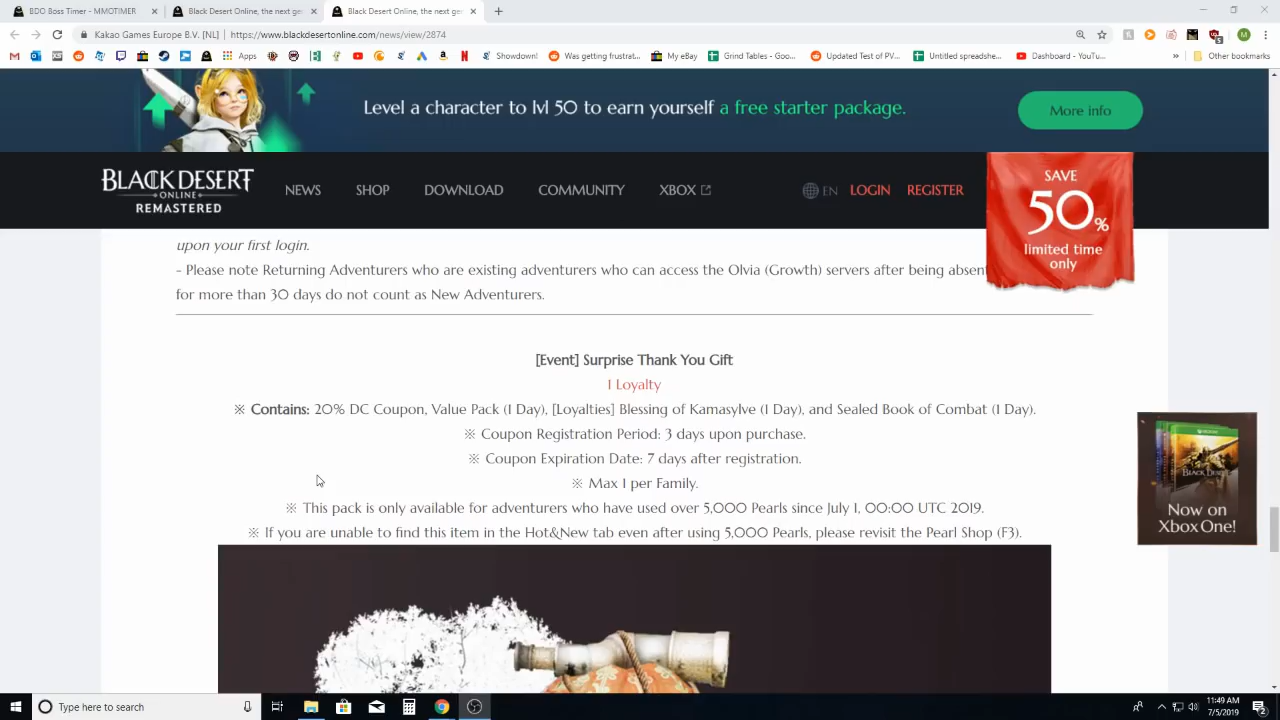 BDO Boss Timer - MMOTIMER
Black Desert Online, the next ge
Black Desert Online, the next ge
Kakao Games Europe B.V. [NL] | https://www.blackdesertonline.com/news/view/2874
Apps
Showdown!
Was getting frustrat...
My eBay
Grind Tables - Goo...
Updated Test of PV...
Untitled spreadshe...
Dashboard - YouTu...
»
Other bookmarks
Level a character to lvl 50 to earn yourself a free starter package.
More info
BLACK DESERT
ONLINE
REMASTERED
NEWS
SHOP
DOWNLOAD
COMMUNITY
XBOX
EN
LOGIN
REGISTER
SAVE
50%
limited time
only
upon your first login.
- Please note Returning Adventurers who are existing adventurers who can access the Olvia (Growth) servers after being absent
for more than 30 days do not count as New Adventurers.
[Event] Surprise Thank You Gift
1 Loyalty
※ Contains: 20% DC Coupon, Value Pack (1 Day), [Loyalties] Blessing of Kamasylve (1 Day), and Sealed Book of Combat (1 Day).
※ Coupon Registration Period: 3 days upon purchase.
※ Coupon Expiration Date: 7 days after registration.
※ Max 1 per Family.
※ This pack is only available for adventurers who have used over 5,000 Pearls since July 1, 00:00 UTC 2019.
※ If you are unable to find this item in the Hot&New tab even after using 5,000 Pearls, please revisit the Pearl Shop (F3).
BLACK DESERT
Now on
Xbox One!
Type here to search
11:49 AM
7/5/2019
2